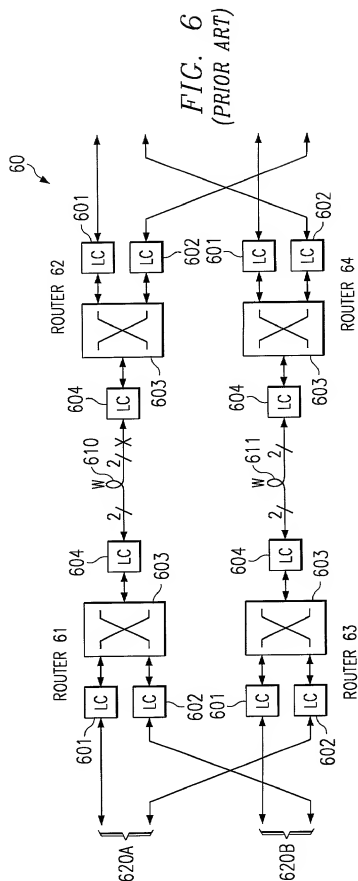 60
FIG. 6
(PRIOR ART)
ROUTER 61
ROUTER 62
601
LC
602
LC
603
604
LC
2
W
610
2
604
LC
603
601
LC
602
LC
620A
ROUTER 63
ROUTER 64
601
LC
602
LC
603
604
LC
2
W
611
2
604
LC
603
601
LC
602
LC
620B